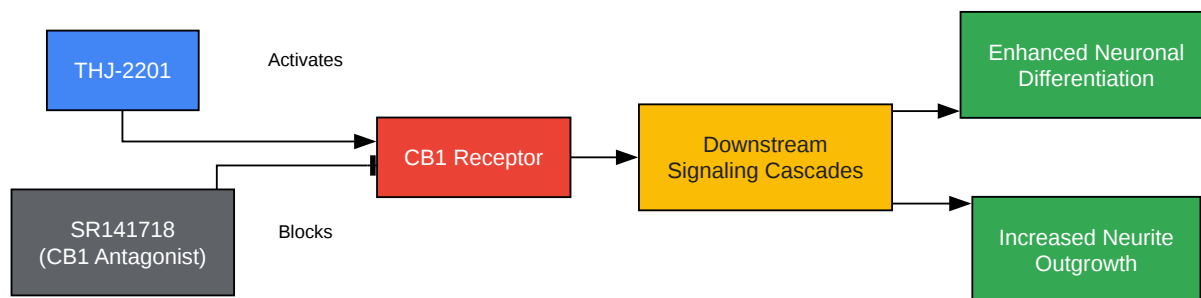 THJ-2201
Activates
SR141718
(CB1 Antagonist)
Blocks
CB1 Receptor
Downstream
Signaling Cascades
Enhanced Neuronal
Differentiation
Increased Neurite
Outgrowth